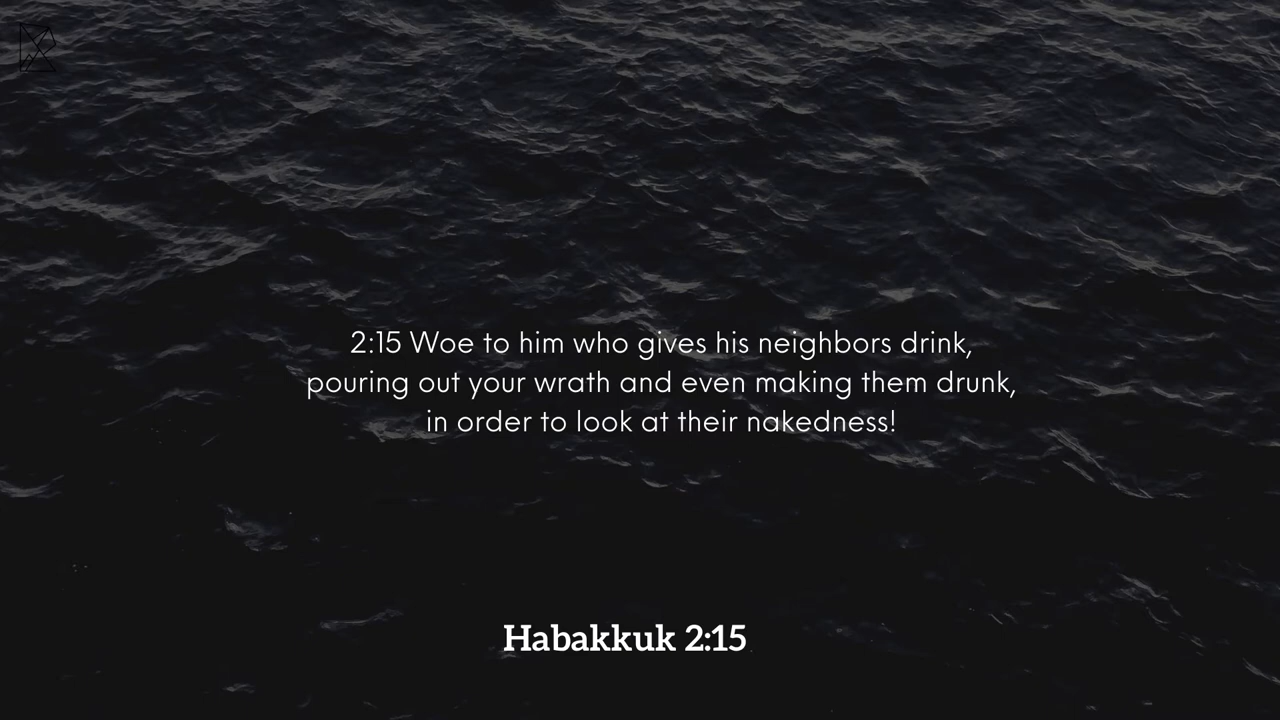 2:15 Woe to him who gives his neighbors drink,
pouring out your wrath and even making them drunk,
in order to look at their nakedness!
Habakkuk 2:15